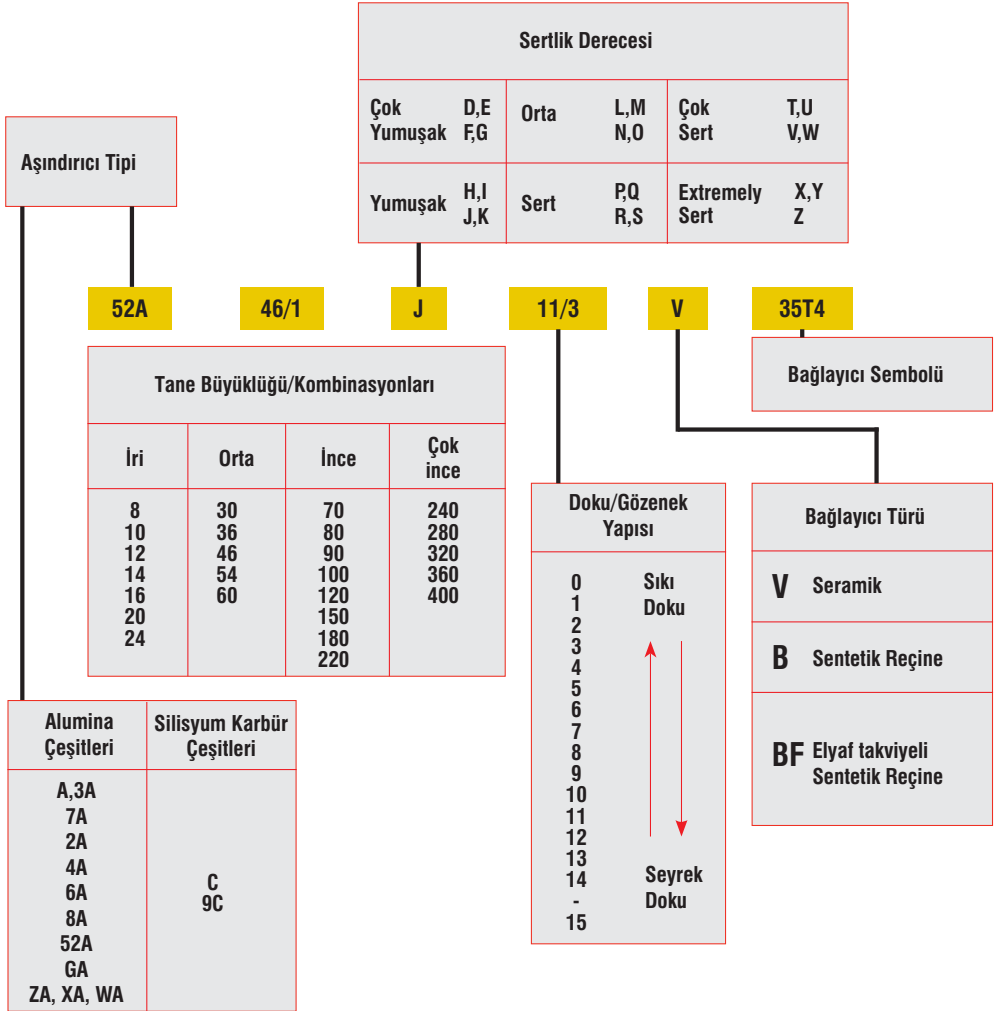 Sertlik Derecesi
Çok D,E
Yumuşak F,G
Orta L,M
N,O
Çok T,U
Sert V,W
Yumuşak H,I
J,K
Sert P,Q
R,S
Extremely X,Y
Sert Z
Aşındırıcı Tipi
52A 46/1 J 11/3 V 35T4
Tane Büyüklüğü/Kombinasyonları
İri Orta İnce Çok
ince
8 30 70 240
10 36 80 280
12 46 90 320
14 54 100 360
16 60 120 400
20 150
24 180
220
Bağlayıcı Sembolü
Doku/Gözenek
Yapısı
0 Sıkı
1 Doku
2
3
4
5
6
7
8
9
10
11
12
13
14 Seyrek
- Doku
15
Bağlayıcı Türü
V Seramik
B Sentetik Reçine
BF Elyaf takviyeli
Sentetik Reçine
Alumina
Çeşitleri
Silisyum Karbür
Çeşitleri
A,3A
7A
2A
4A
6A
8A
52A
GA
ZA, XA, WA
C
9C